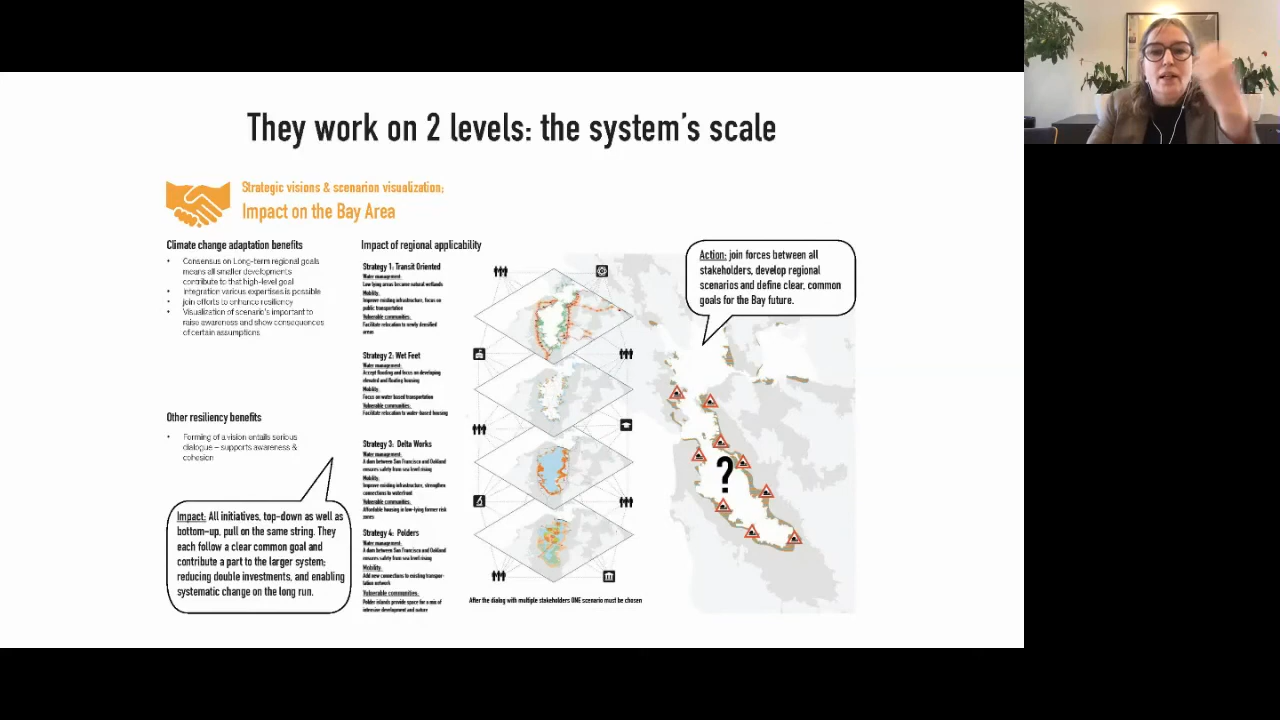 They work on 2 levels: the system's scale
Strategic visions & scenarion visualization;
Impact on the Bay Area
Climate change adaptation benefits
• Consensus on Long-term regional goals
means all smaller developments
contribute to that high-level goal
• Integration various expertises is possible
• join efforts to enhance resiliency
• Visualization of scenario's important to
raise awareness and show consequences
of certain assumptions
Other resiliency benefits
• Forming of a vision entails serious
dialogue – supports awareness &
cohesion
Impact: All initiatives, top-down as well as
bottom-up, pull on the same string. They
each follow a clear common goal and
contribute a part to the larger system;
reducing double investments, and enabling
systematic change on the long run.
Impact of regional applicability
Strategy 1: Transit Oriented
Water management:
Low lying areas become natural wetlands
Mobility:
Improve existing infrastructure, focus on
public transportation
Vulnerable communities:
Facilitate relocation to newly densified
areas
Strategy 2: Wet Feet
Water management:
Accept flooding and focus on developing
elevated and floating housing
Mobility:
Focus on water based transportation
Vulnerable communities:
Facilitate relocation to water-based housing
Strategy 3: Delta Works
Water management:
A dam between San Francisco and Oakland
ensures safety from sea level rising
Mobility:
Improve existing infrastructure, strengthen
connections to waterfront
Vulnerable communities:
Affordable housing in low-lying former risk
zones
Strategy 4: Polders
Water management:
A dam between San Francisco and Oakland
ensures safety from sea level rising
Mobility:
Add new connections to existing transpor-
tation network
Vulnerable communities:
Polder islands provide space for a mix of
intensive development and nature
After the dialog with multiple stakeholders ONE scenario must be chosen
Action: join forces between all
stakeholders, develop regional
scenarios and define clear, common
goals for the Bay future.
?